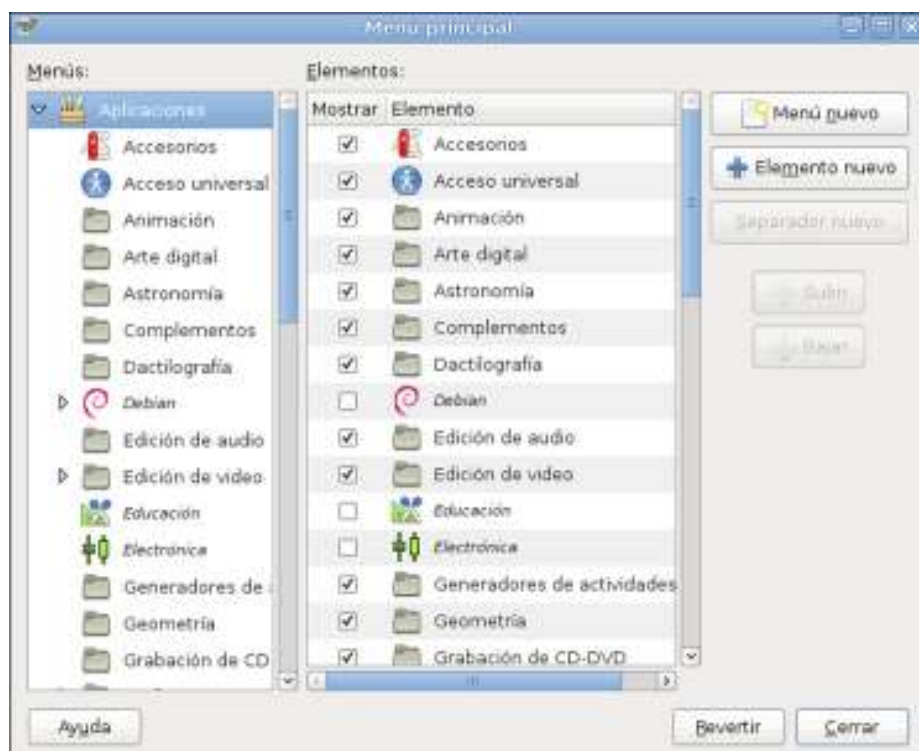 Menú principal
Menús:
Aplicaciones
Accesorios
Acceso universal
Animación
Arte digital
Astronomía
Complementos
Dactilografía
Debian
Edición de audio
Edición de video
Educación
Electrónica
Generadores de
Geometría
Grabación de CD
Elementos:
Mostrar Elemento
Accesorios
Acceso universal
Animación
Arte digital
Astronomía
Complementos
Dactilografía
Debian
Edición de audio
Edición de video
Educación
Electrónica
Generadores de actividades
Geometría
Grabación de CD-DVD
Menú nuevo
Elemento nuevo
Separador nuevo
Subir
Bajar
Ayuda
Revertir
Cerrar